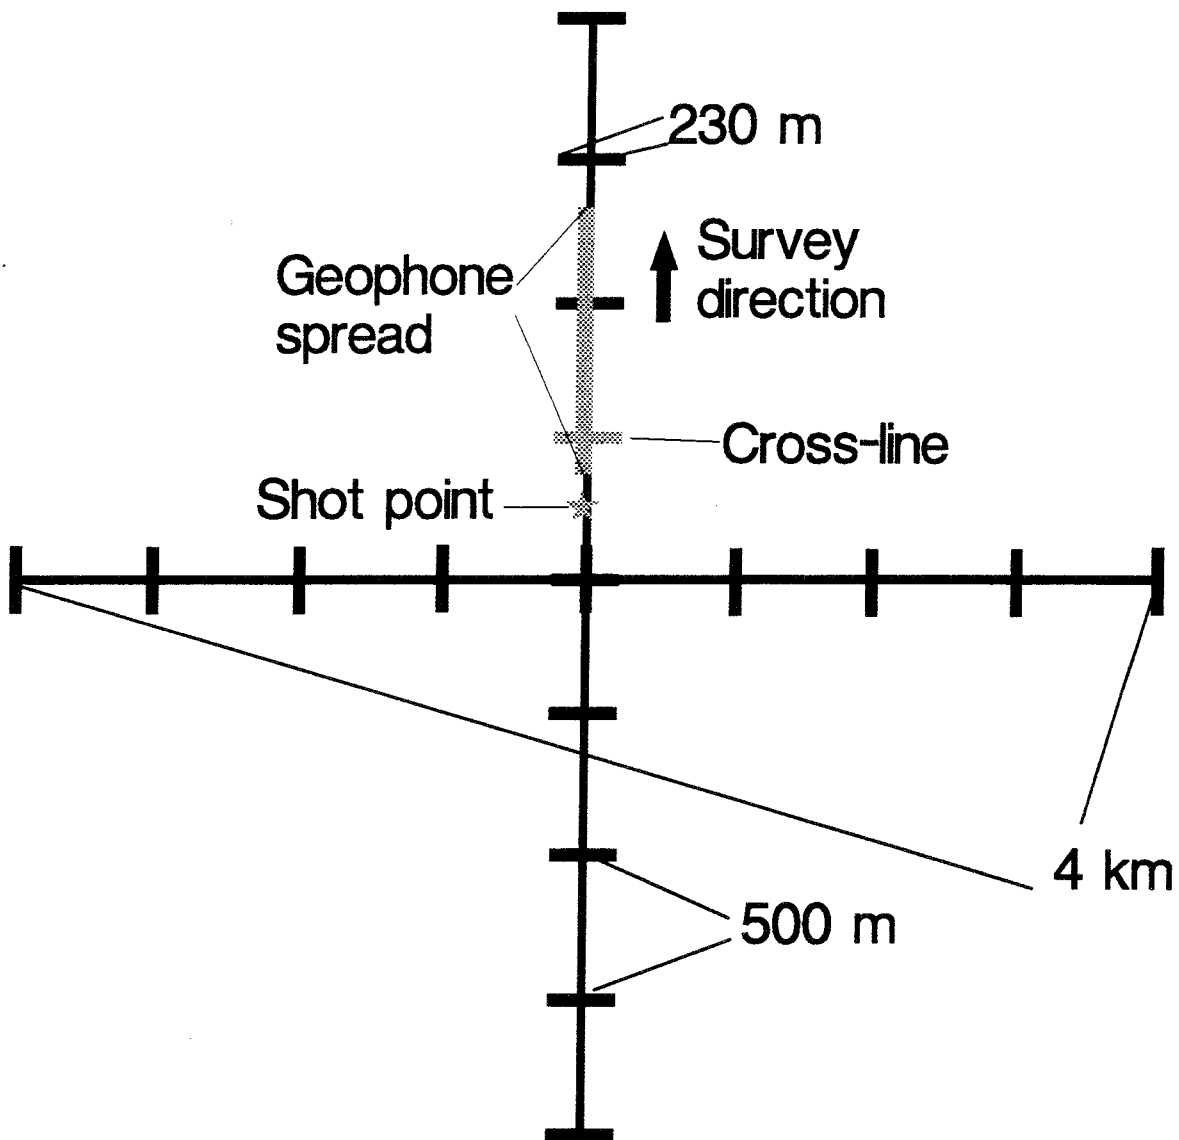 230 m
Survey
direction
Geophone
spread
Cross-line
Shot point
4 km
500 m